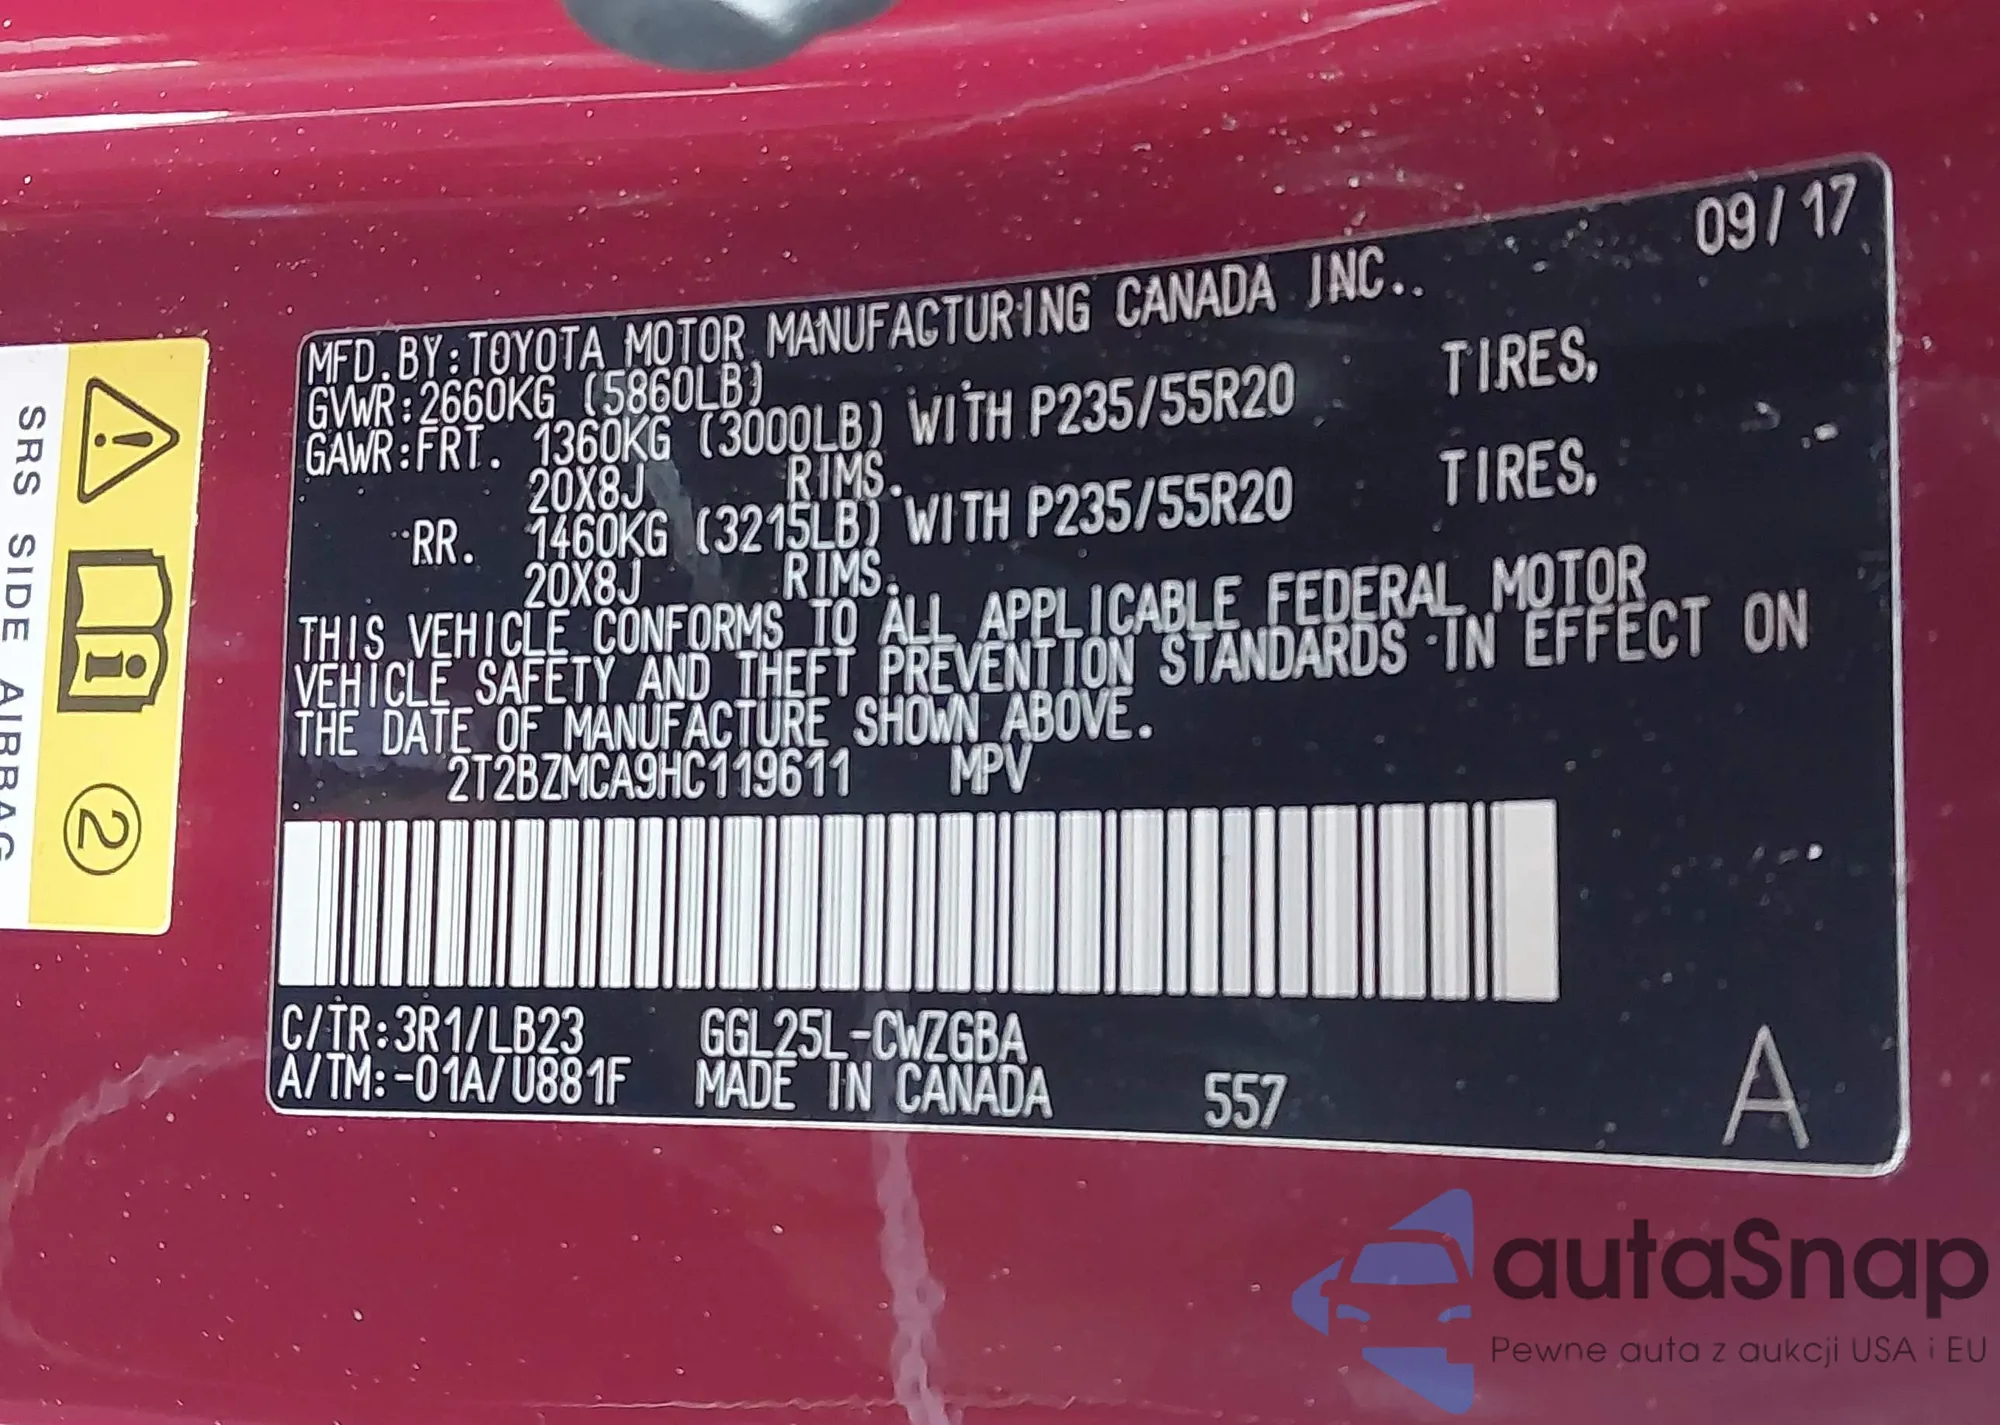 09/17
MFD.BY:TOYOTA MOTOR MANUFACTURING CANADA INC..
GVWR:2660KG (5860LB)
GAWR:FRT. 1360KG (3000LB) WITH P235/55R20 TIRES,
20X8J RIMS.
RR. 1460KG (3215LB) WITH P235/55R20 TIRES,
20X8J RIMS.
THIS VEHICLE CONFORMS TO ALL APPLICABLE FEDERAL MOTOR
VEHICLE SAFETY AND THEFT PREVENTION STANDARDS IN EFFECT ON
THE DATE OF MANUFACTURE SHOWN ABOVE.
2T2BZMCA9HC119611 MPV
C/TR:3R1/LB23 GGL25L-CWZGBA
A/TM:-01A/U881F MADE IN CANADA 557 A
SRS SIDE AIRBAG
2
autaSnap
Pewne auta z aukcji USA i EU